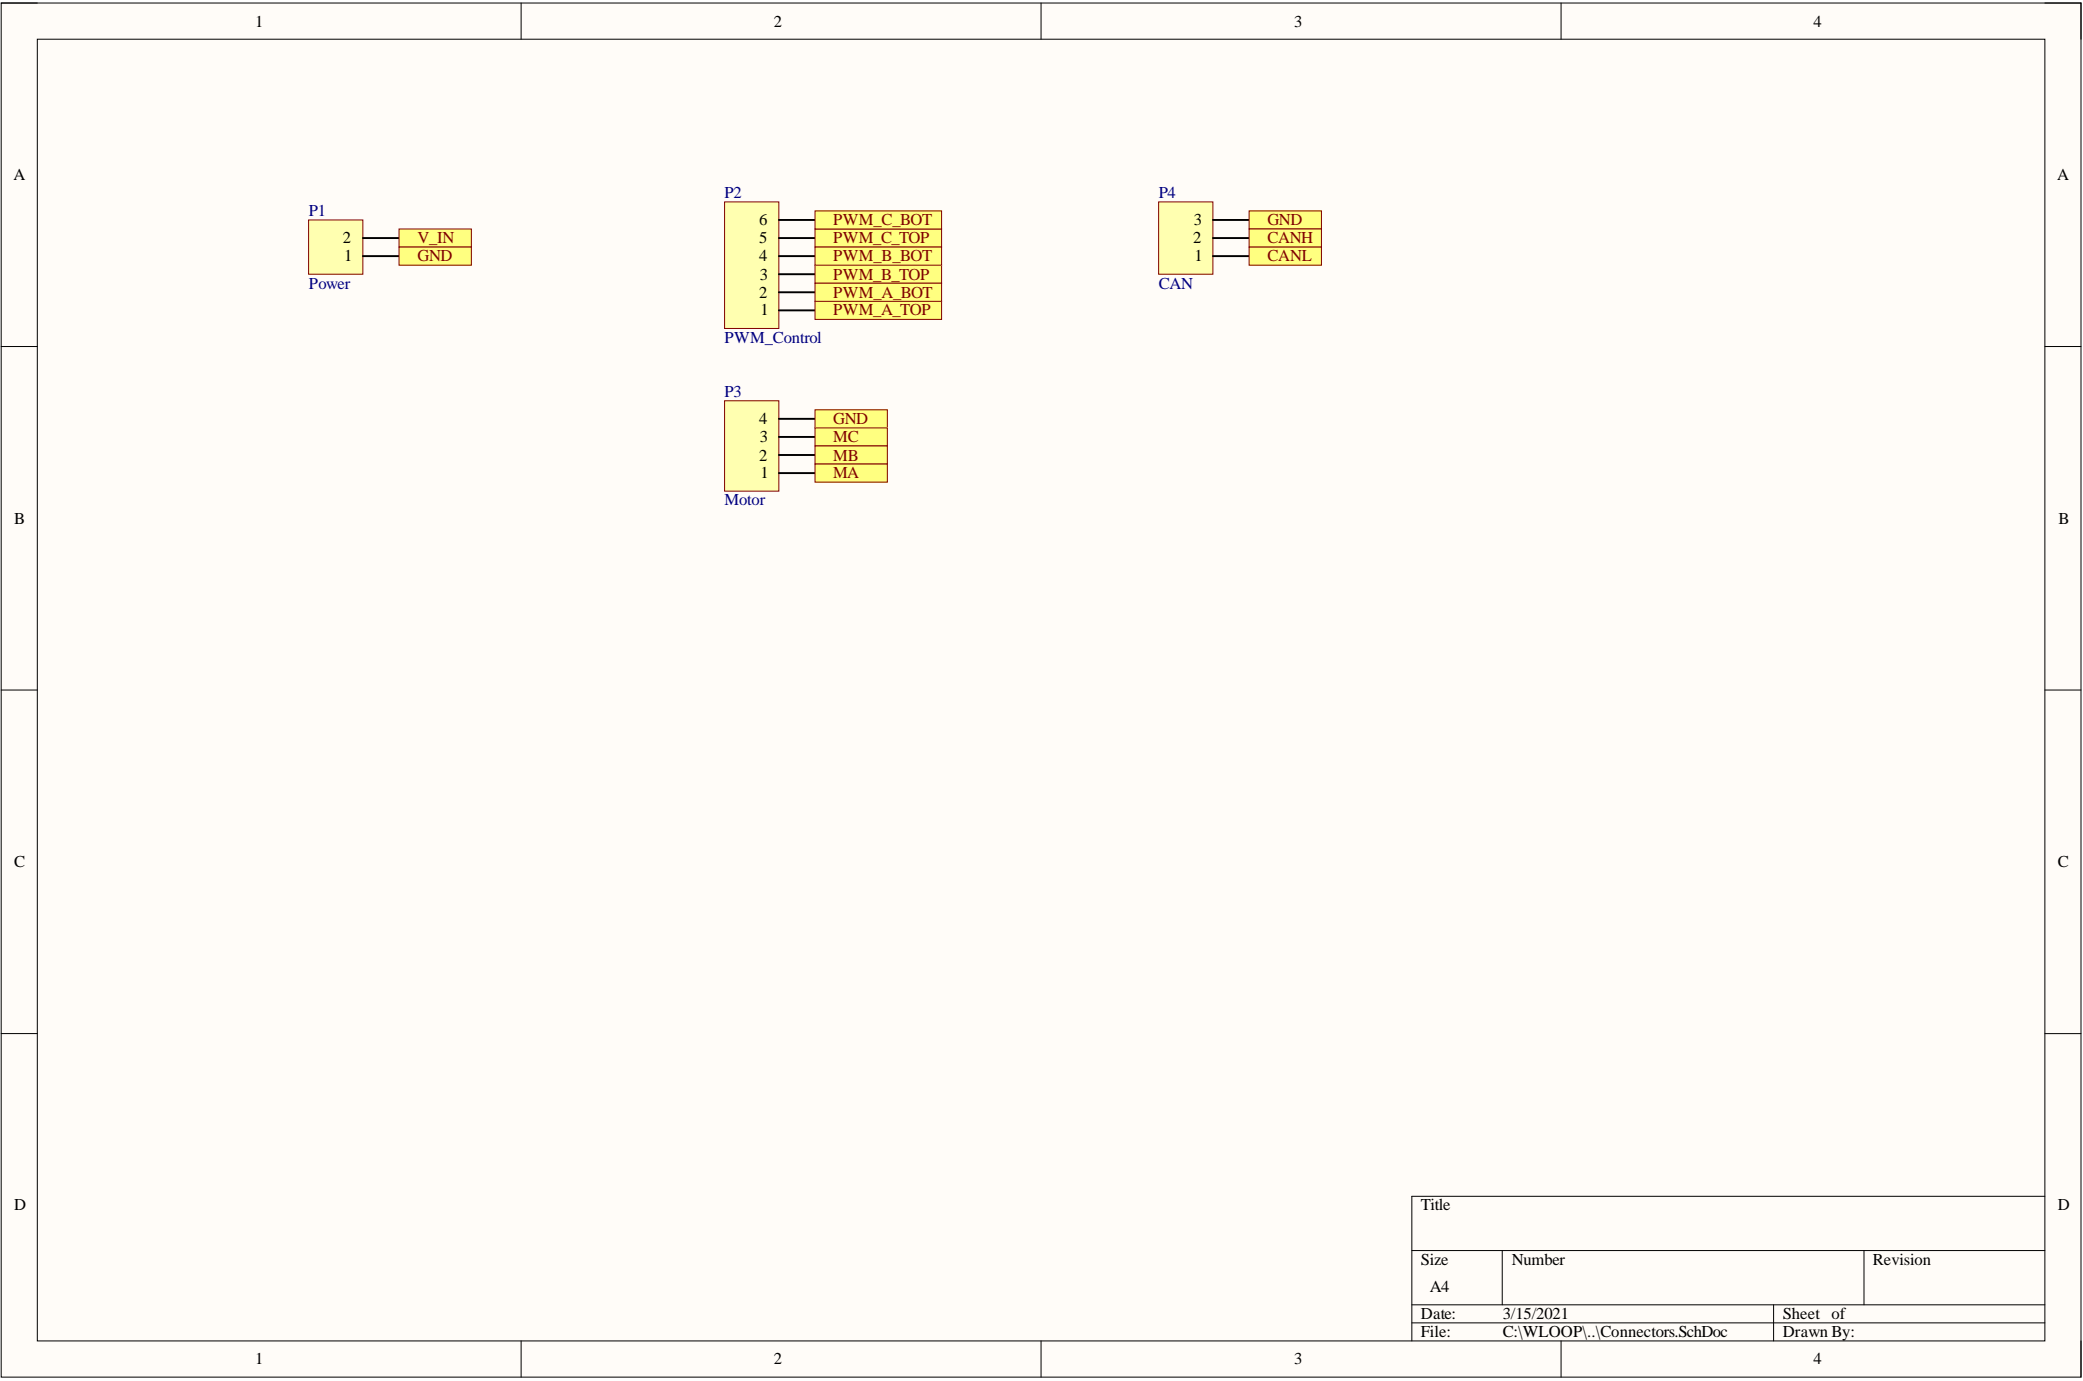 1 2 3 4
A A
P1
2 V_IN
1 GND
Power
P2
6 PWM_C_BOT
5 PWM_C_TOP
4 PWM_B_BOT
3 PWM_B_TOP
2 PWM_A_BOT
1 PWM_A_TOP
PWM_Control
P4
3 GND
2 CANH
1 CANL
CAN
P3
4 GND
3 MC
2 MB
1 MA
Motor
B B
C C
D D
Title
Size Number Revision
A4
Date: 3/15/2021 Sheet of
File: C:\WLOOP\..\Connectors.SchDoc Drawn By:
1 2 3 4